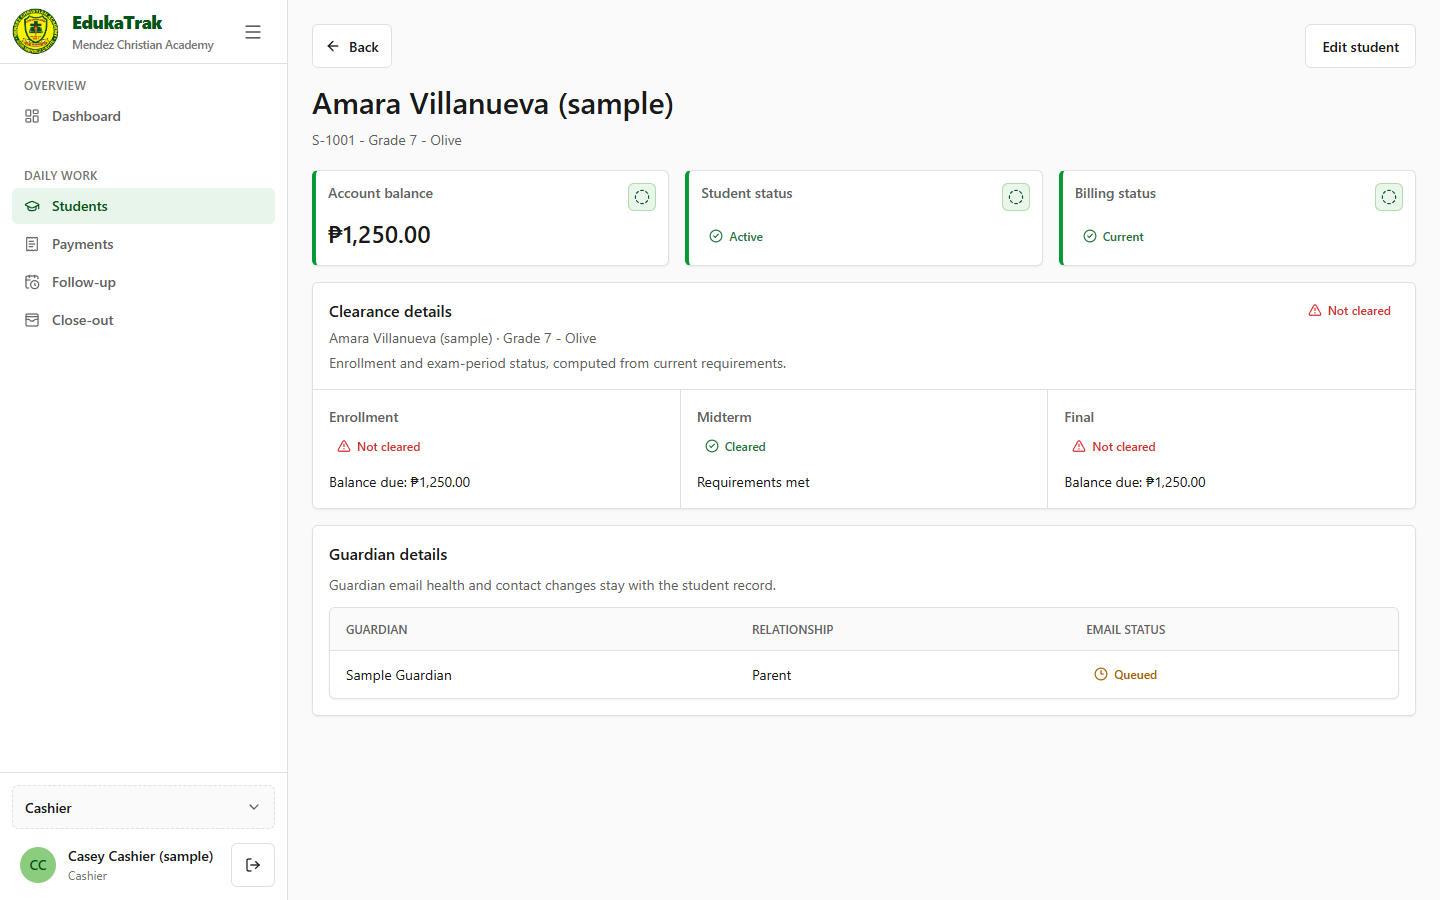 EdukaTrak
Mendez Christian Academy
OVERVIEW
Dashboard
DAILY WORK
Students
Payments
Follow-up
Close-out
Cashier
CC
Casey Cashier (sample)
Cashier
Back
Edit student
Amara Villanueva (sample)
S-1001 - Grade 7 - Olive
Account balance
₱1,250.00
Student status
Active
Billing status
Current
Clearance details
Not cleared
Amara Villanueva (sample) · Grade 7 - Olive
Enrollment and exam-period status, computed from current requirements.
Enrollment
Not cleared
Balance due: ₱1,250.00
Midterm
Cleared
Requirements met
Final
Not cleared
Balance due: ₱1,250.00
Guardian details
Guardian email health and contact changes stay with the student record.
GUARDIAN RELATIONSHIP EMAIL STATUS
Sample Guardian Parent Queued